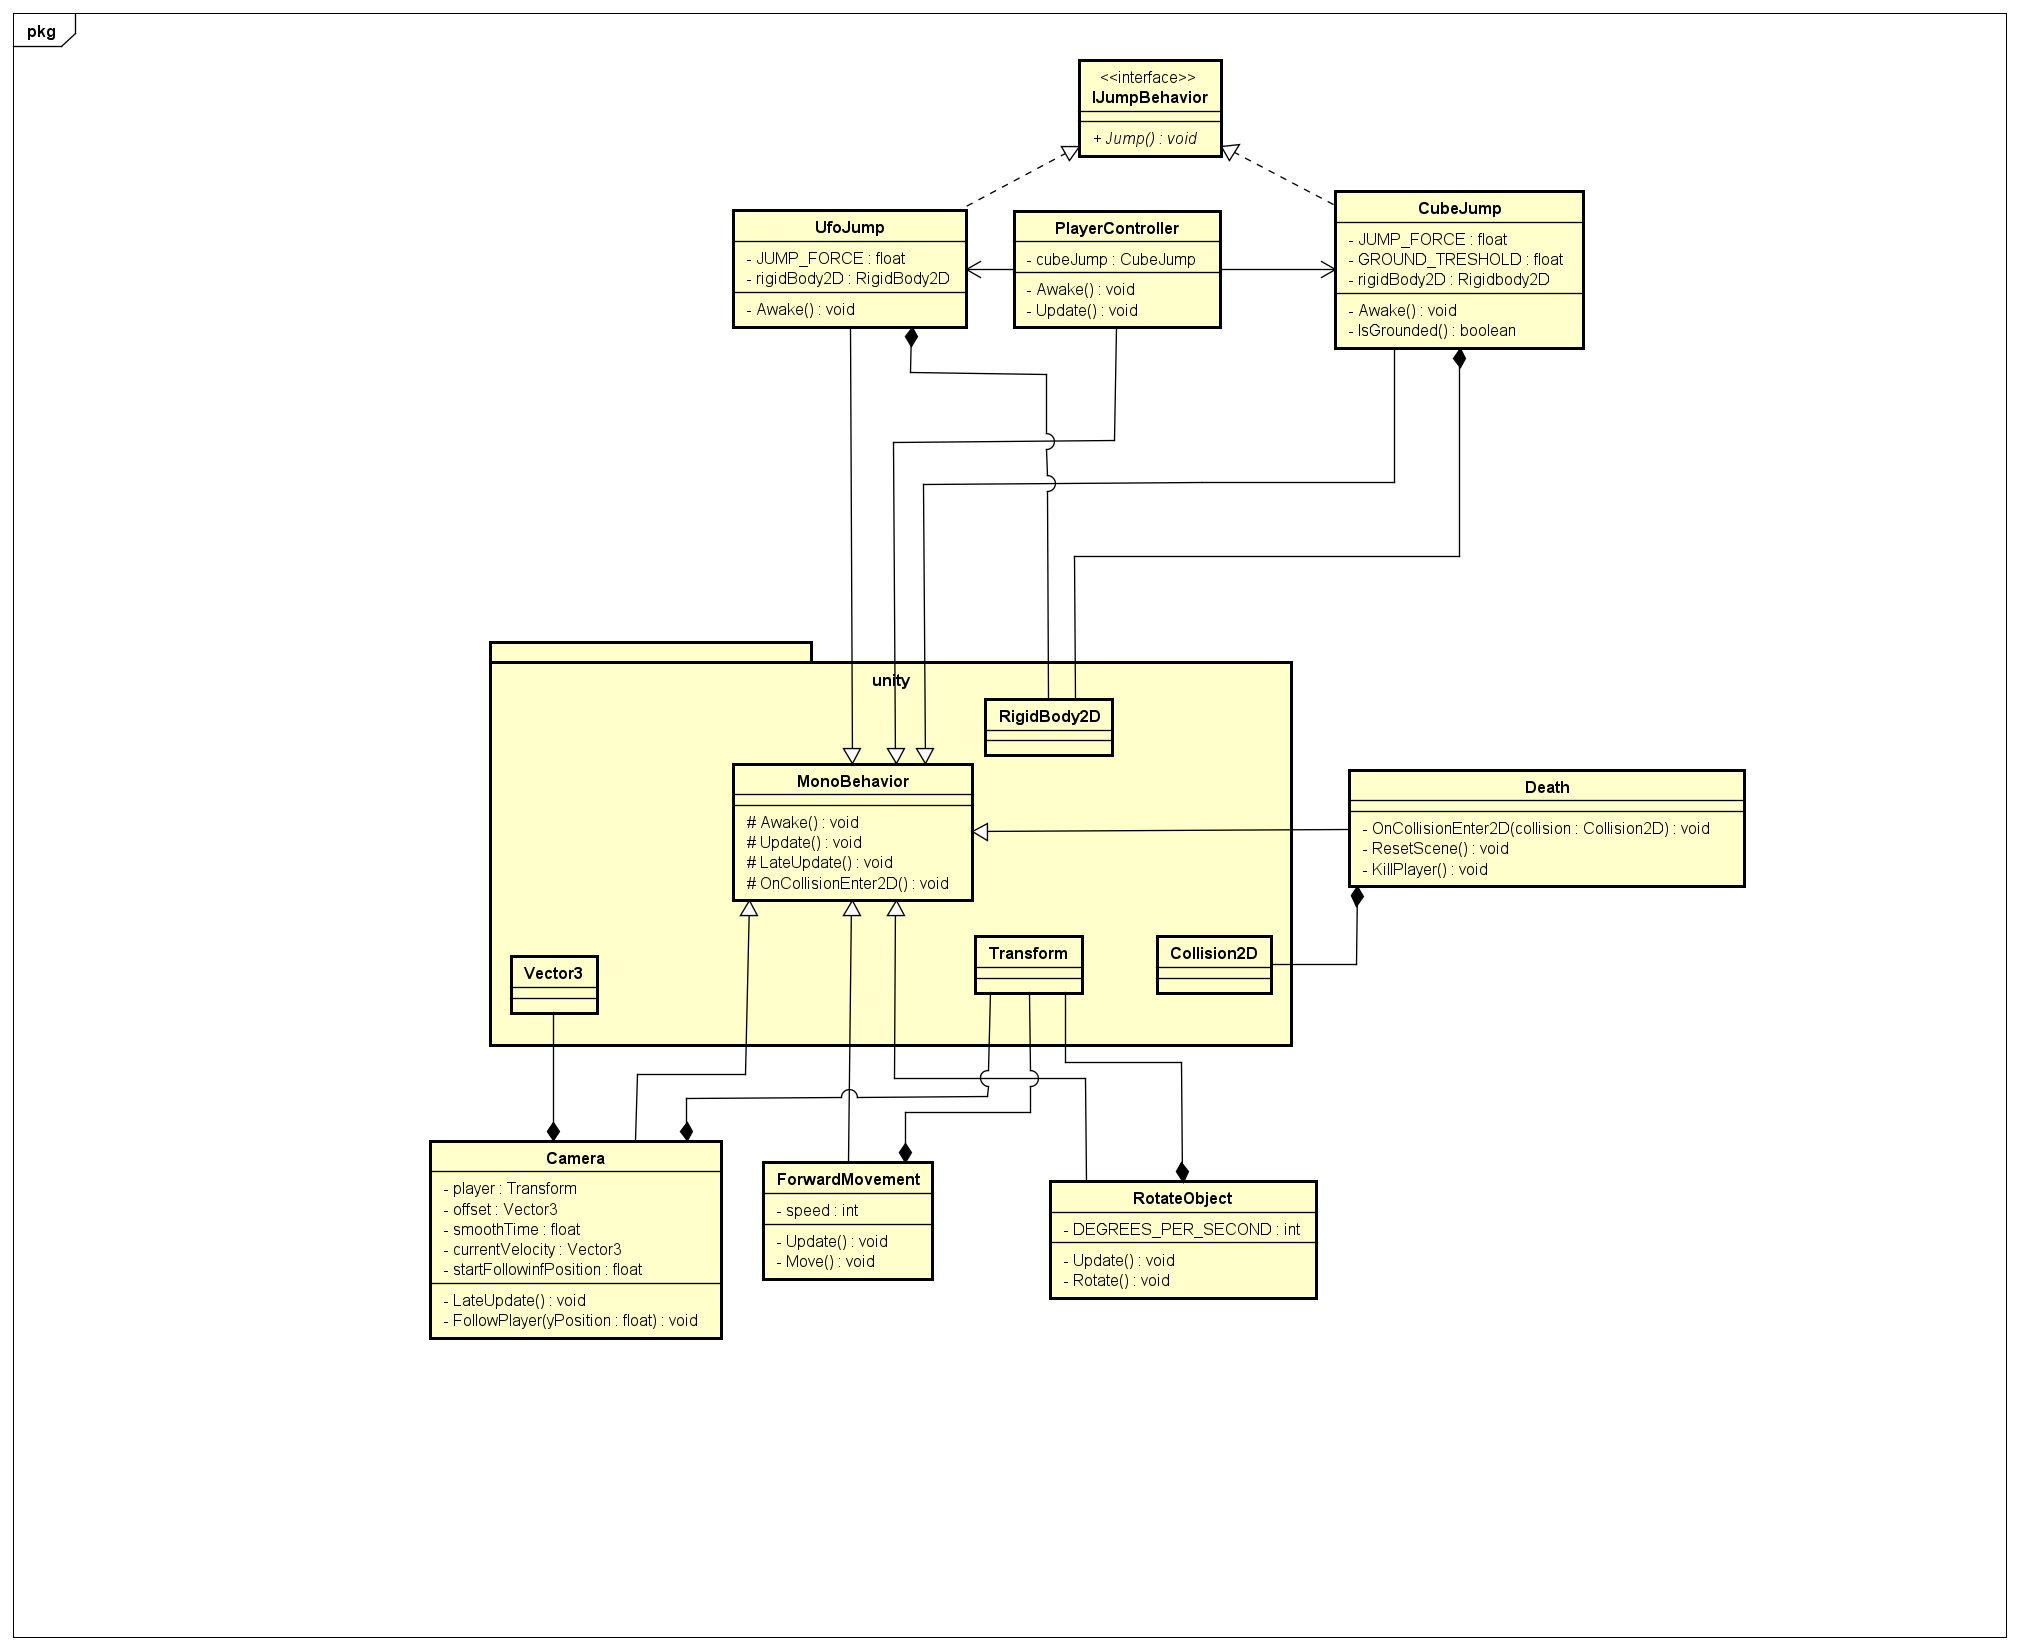 pkg
<<interface>>
IJumpBehavior
+ Jump() : void
UfoJump
- JUMP_FORCE : float
- rigidBody2D : RigidBody2D
- Awake() : void
PlayerController
- cubeJump : CubeJump
- Awake() : void
- Update() : void
CubeJump
- JUMP_FORCE : float
- GROUND_TRESHOLD : float
- rigidBody2D : Rigidbody2D
- Awake() : void
- IsGrounded() : boolean
unity
RigidBody2D
MonoBehavior
# Awake() : void
# Update() : void
# LateUpdate() : void
# OnCollisionEnter2D() : void
Death
- OnCollisionEnter2D(collision : Collision2D) : void
- ResetScene() : void
- KillPlayer() : void
Vector3
Transform
Collision2D
Camera
- player : Transform
- offset : Vector3
- smoothTime : float
- currentVelocity : Vector3
- startFollowinfPosition : float
- LateUpdate() : void
- FollowPlayer(yPosition : float) : void
ForwardMovement
- speed : int
- Update() : void
- Move() : void
RotateObject
- DEGREES_PER_SECOND : int
- Update() : void
- Rotate() : void